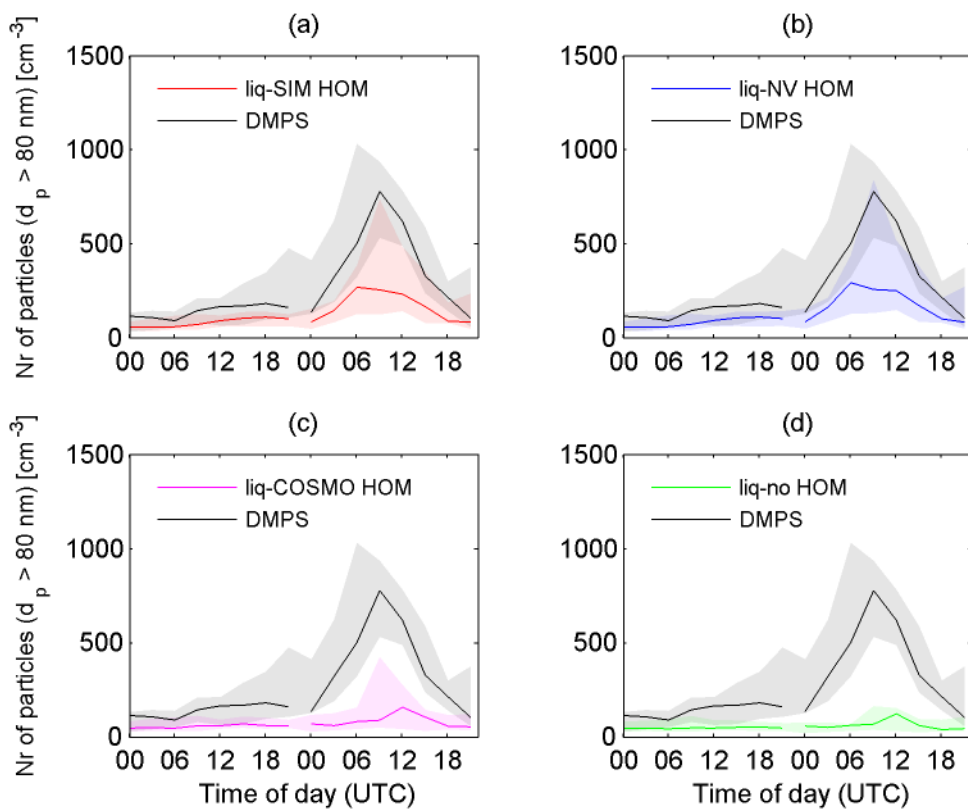 (a)
Nr of particles (d_p > 80 nm) [cm^-3]
1500
1000
500
0
liq-SIM HOM
DMPS
00 06 12 18 00 06 12 18
(b)
1500
1000
500
0
liq-NV HOM
DMPS
00 06 12 18 00 06 12 18
(c)
Nr of particles (d_p > 80 nm) [cm^-3]
1500
1000
500
0
liq-COSMO HOM
DMPS
00 06 12 18 00 06 12 18
Time of day (UTC)
(d)
1500
1000
500
0
liq-no HOM
DMPS
00 06 12 18 00 06 12 18
Time of day (UTC)